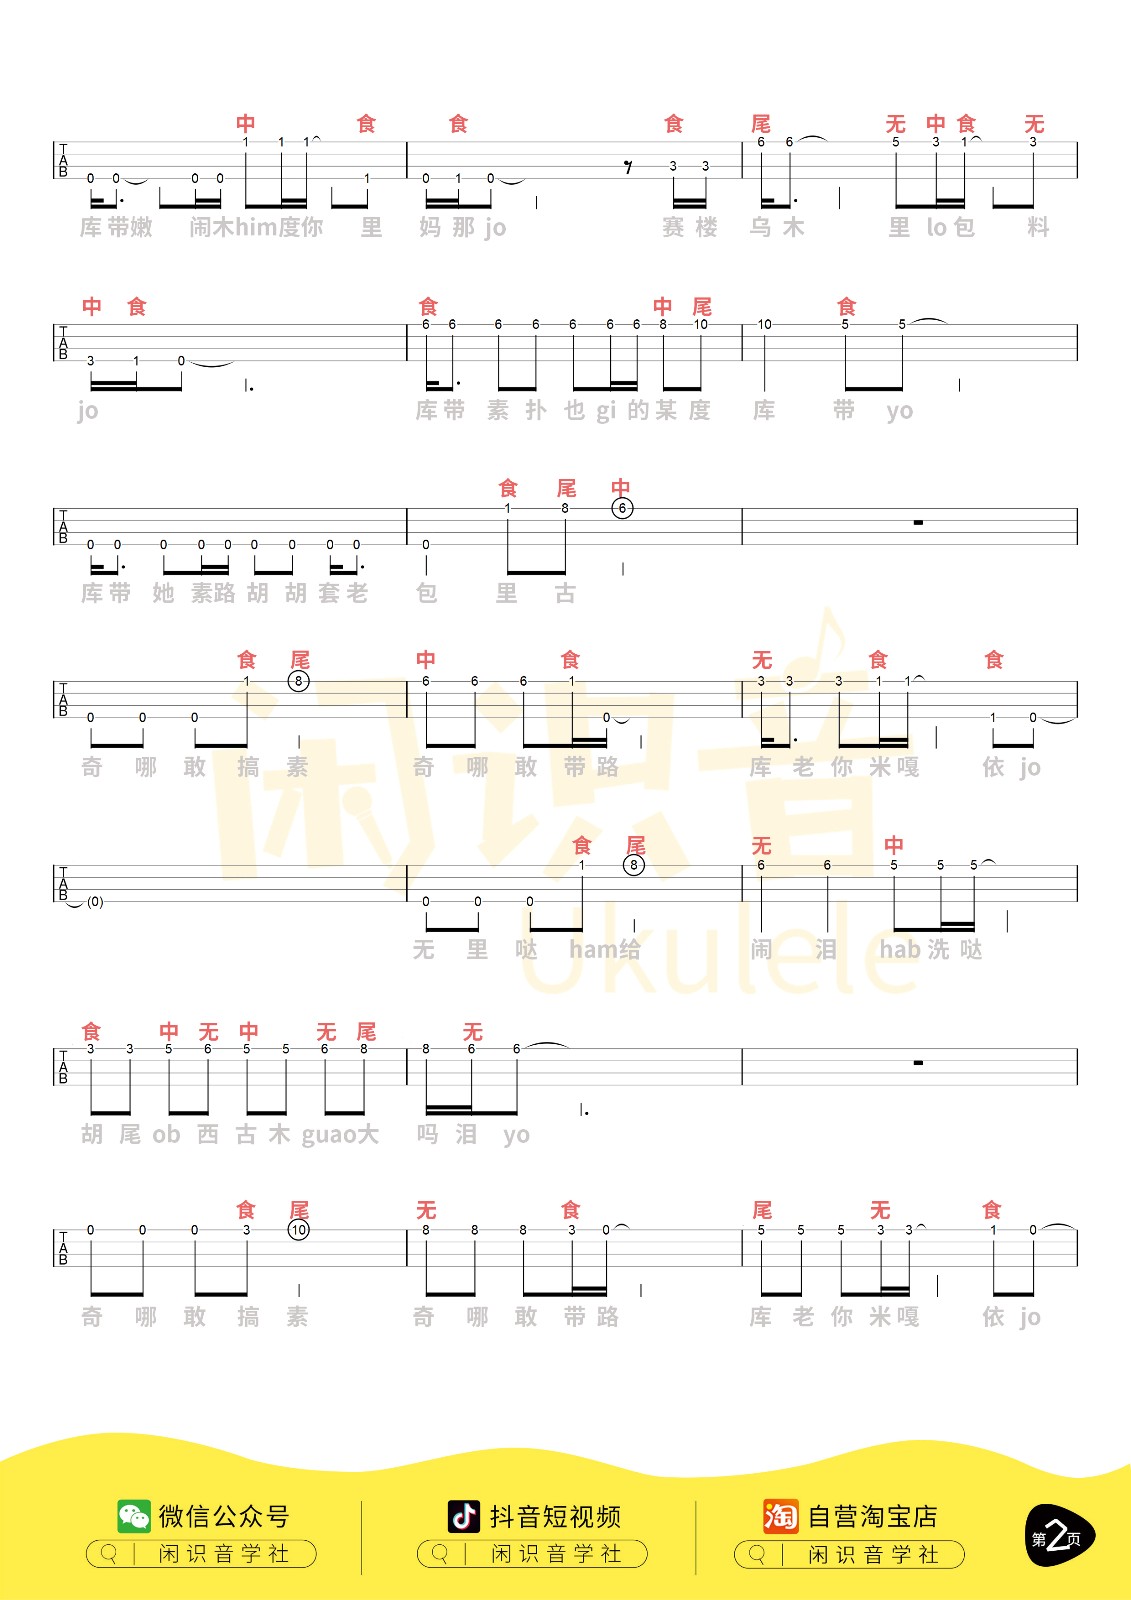 中 食 食 食 尾 无 中 食 无
1 1 1 6 6 5 3 1 3
TAB 3 3
0 0 0 0 1 0 1 0
库 带 嫩 闹 木 him 度 你 里 妈 那 jo 赛 楼 乌 木 里 lo 包 料
中 食 食 中 尾 食
6 6 6 6 6 6 6 8 10 10 5 5
TAB
3 1 0
jo 库 带 素 扑 也 gi 的 某 度 库 带 yo
食 尾 中
1 8 6
TAB
0 0 0 0 0 0 0 0 0 0
库 带 她 素 路 胡 胡 套 老 包 里 古
食 尾 中 食 无 食 食
1 8 6 6 6 1 3 3 3 1 1
TAB
0 0 0 0 1 0
奇 哪 敢 搞 素 奇 哪 敢 带 路 库 老 你 米 嘎 依 jo
闲识音
食 尾 无 中
1 8 6 6 5 5 5
TAB
(0) 0 0 0
无 里 哒 ham 给 闹 泪 hab 洗 哒
Ukulele
食 中 无 中 无 尾 无
3 3 5 6 5 5 6 8 8 6 6
TAB
胡 尾 ob 西 古 木 guao 大 吗 泪 yo
食 尾 无 食 尾 无 食
0 0 0 3 10 8 8 8 3 0 5 5 5 3 3 1 0
TAB
奇 哪 敢 搞 素 奇 哪 敢 带 路 库 老 你 米 嘎 依 jo
微信公众号 抖音短视频 淘 自营淘宝店
闲识音学社 闲识音学社 闲识音学社
第2页